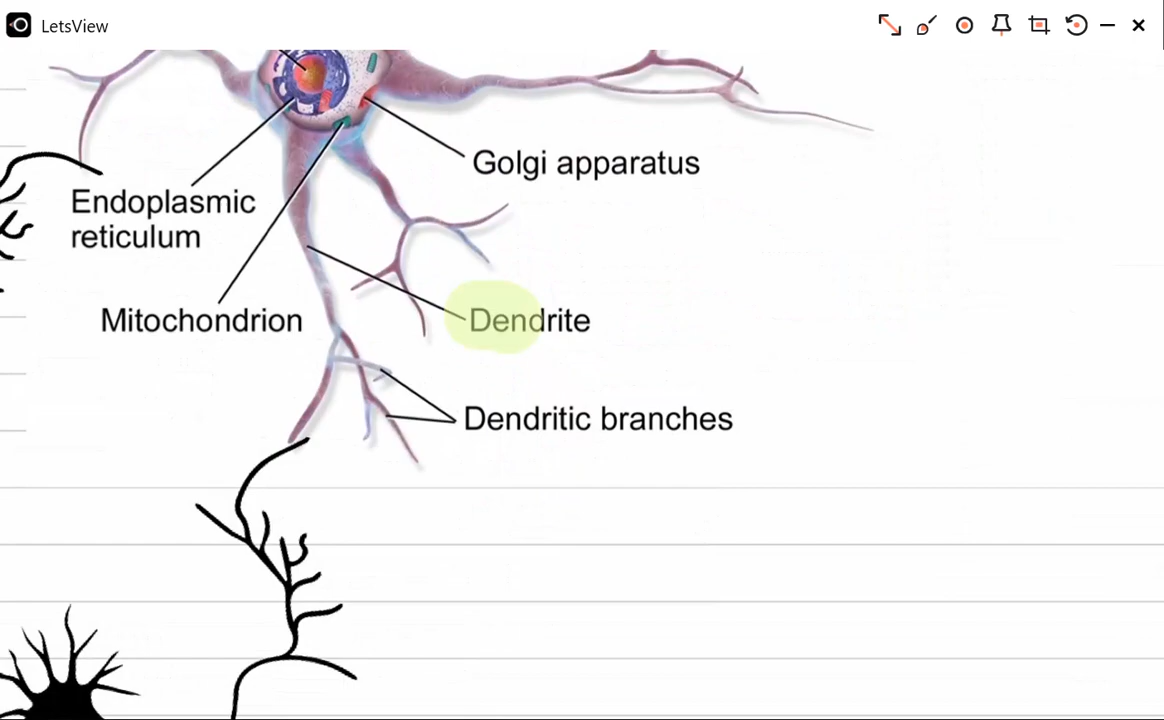 LetsView
Golgi apparatus
Endoplasmic
reticulum
Mitochondrion
Dendrite
Dendritic branches